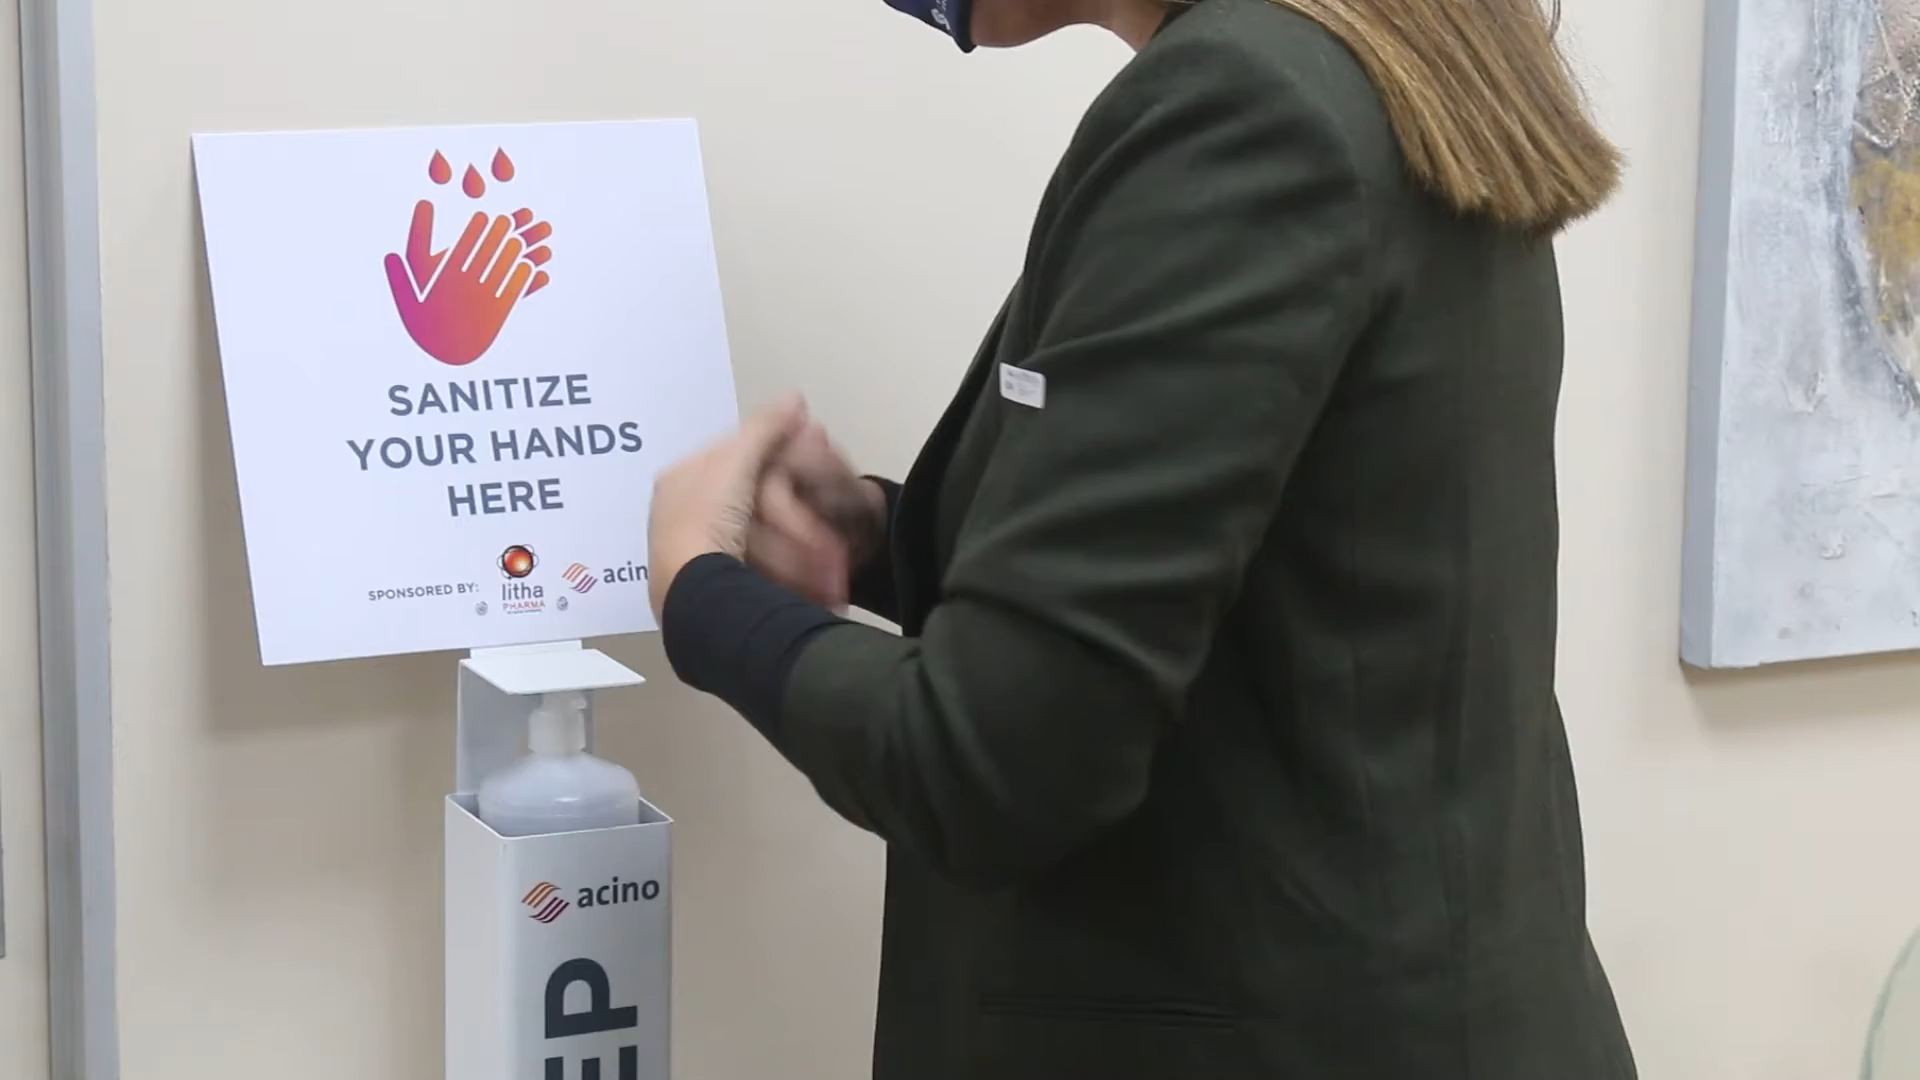 SANITIZE
YOUR HANDS
HERE
SPONSORED BY:
litha
PHARMA
acin
acino
EP